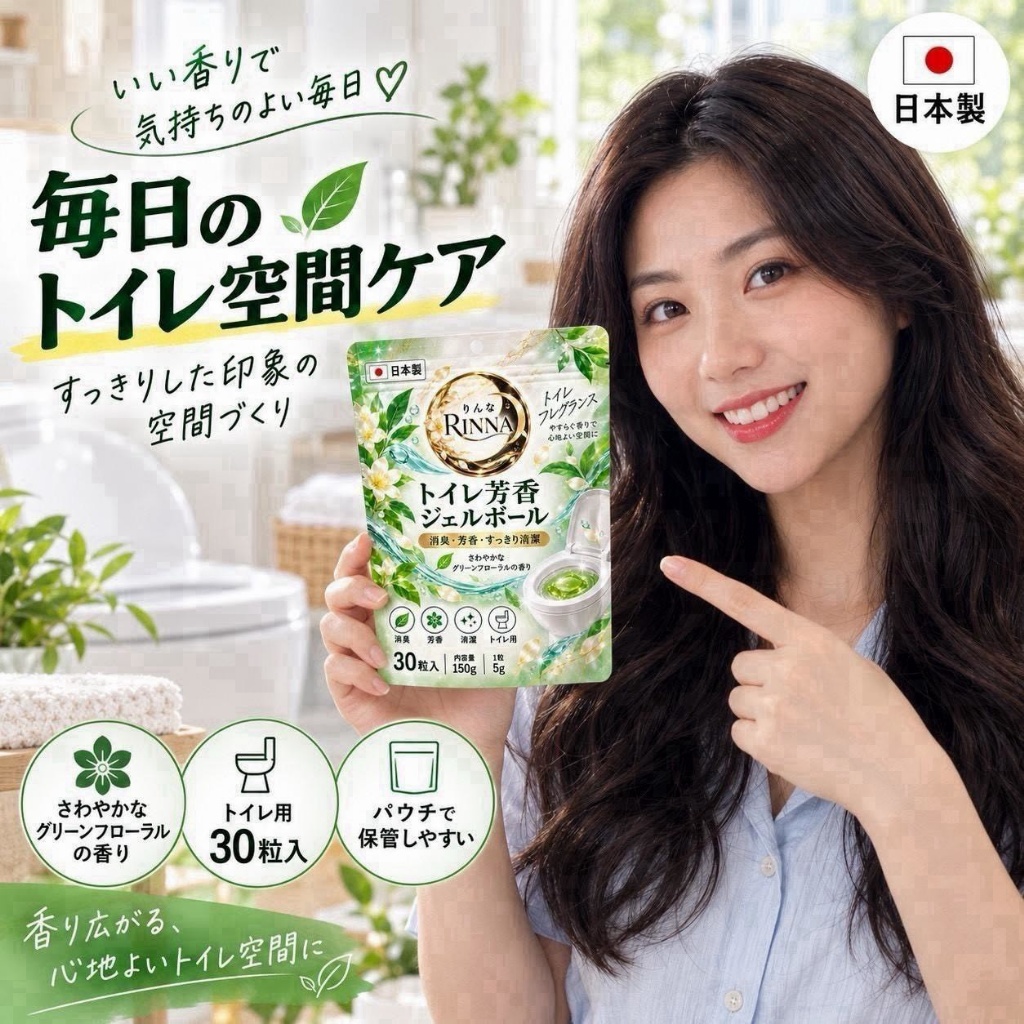 いい香りで
気持ちのよい毎日♡
日本製
毎日の
トイレ空間ケア
すっきりした印象の
空間づくり
日本製
りんな
RINNA
トイレ
フレグランス
やすらぐ香りで
心地よい空間に
トイレ芳香
ジェルボール
消臭・芳香・すっきり清潔
さわやかな
グリーンフローラルの香り
消臭
芳香
清潔
トイレ用
30粒入
内容量
150g
1粒
5g
さわやかな
グリーンフローラル
の香り
トイレ用
30粒入
パウチで
保管しやすい
香り広がる、
心地よいトイレ空間に